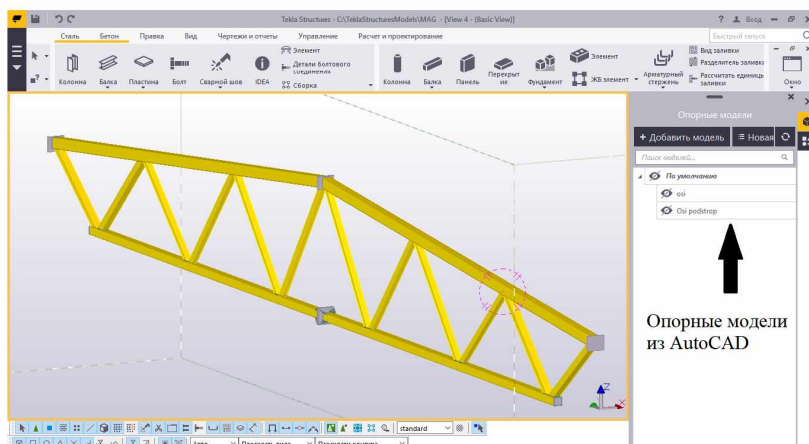 Tekla Structures - C:\TeklaStructuresModels\MAG - [View 4 - (Basic View)]
? Вход
Сталь Бетон Правка Вид Чертежи и отчеты Управление Расчет и проектирование
Быстрый запуск
Колонна Балка Пластина Болт Сварной шов IDEA
Элемент
Детали болтового соединения
Сборка
Колонна Балка Панель Перекрытие Фундамент
Элемент
ЖБ элемент
Арматурный стержень
Вид заливки
Разделитель заливки
Рассчитать единицы заливки
Окно
Опорные модели
+ Добавить модель Новая
Поиск моделей...
По умолчанию
osi
Osi podstrop
Опорные модели
из AutoCAD
Z
x
standard